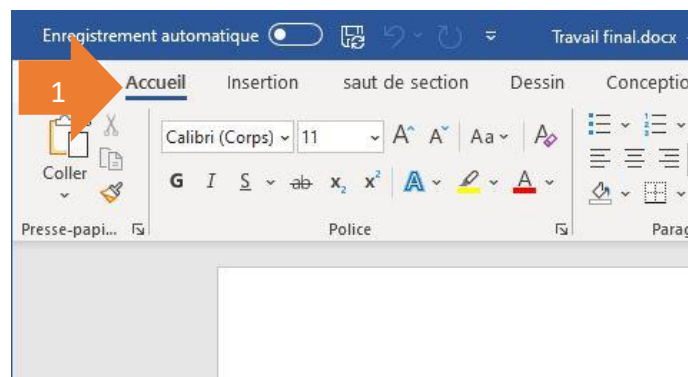 Enregistrement automatique Travail final.docx -
1
Accueil Insertion saut de section Dessin Conceptio
Calibri (Corps) 11 A A Aa A
Coller
G I S ab x₂ x² A A
Presse-papi... Police Parag